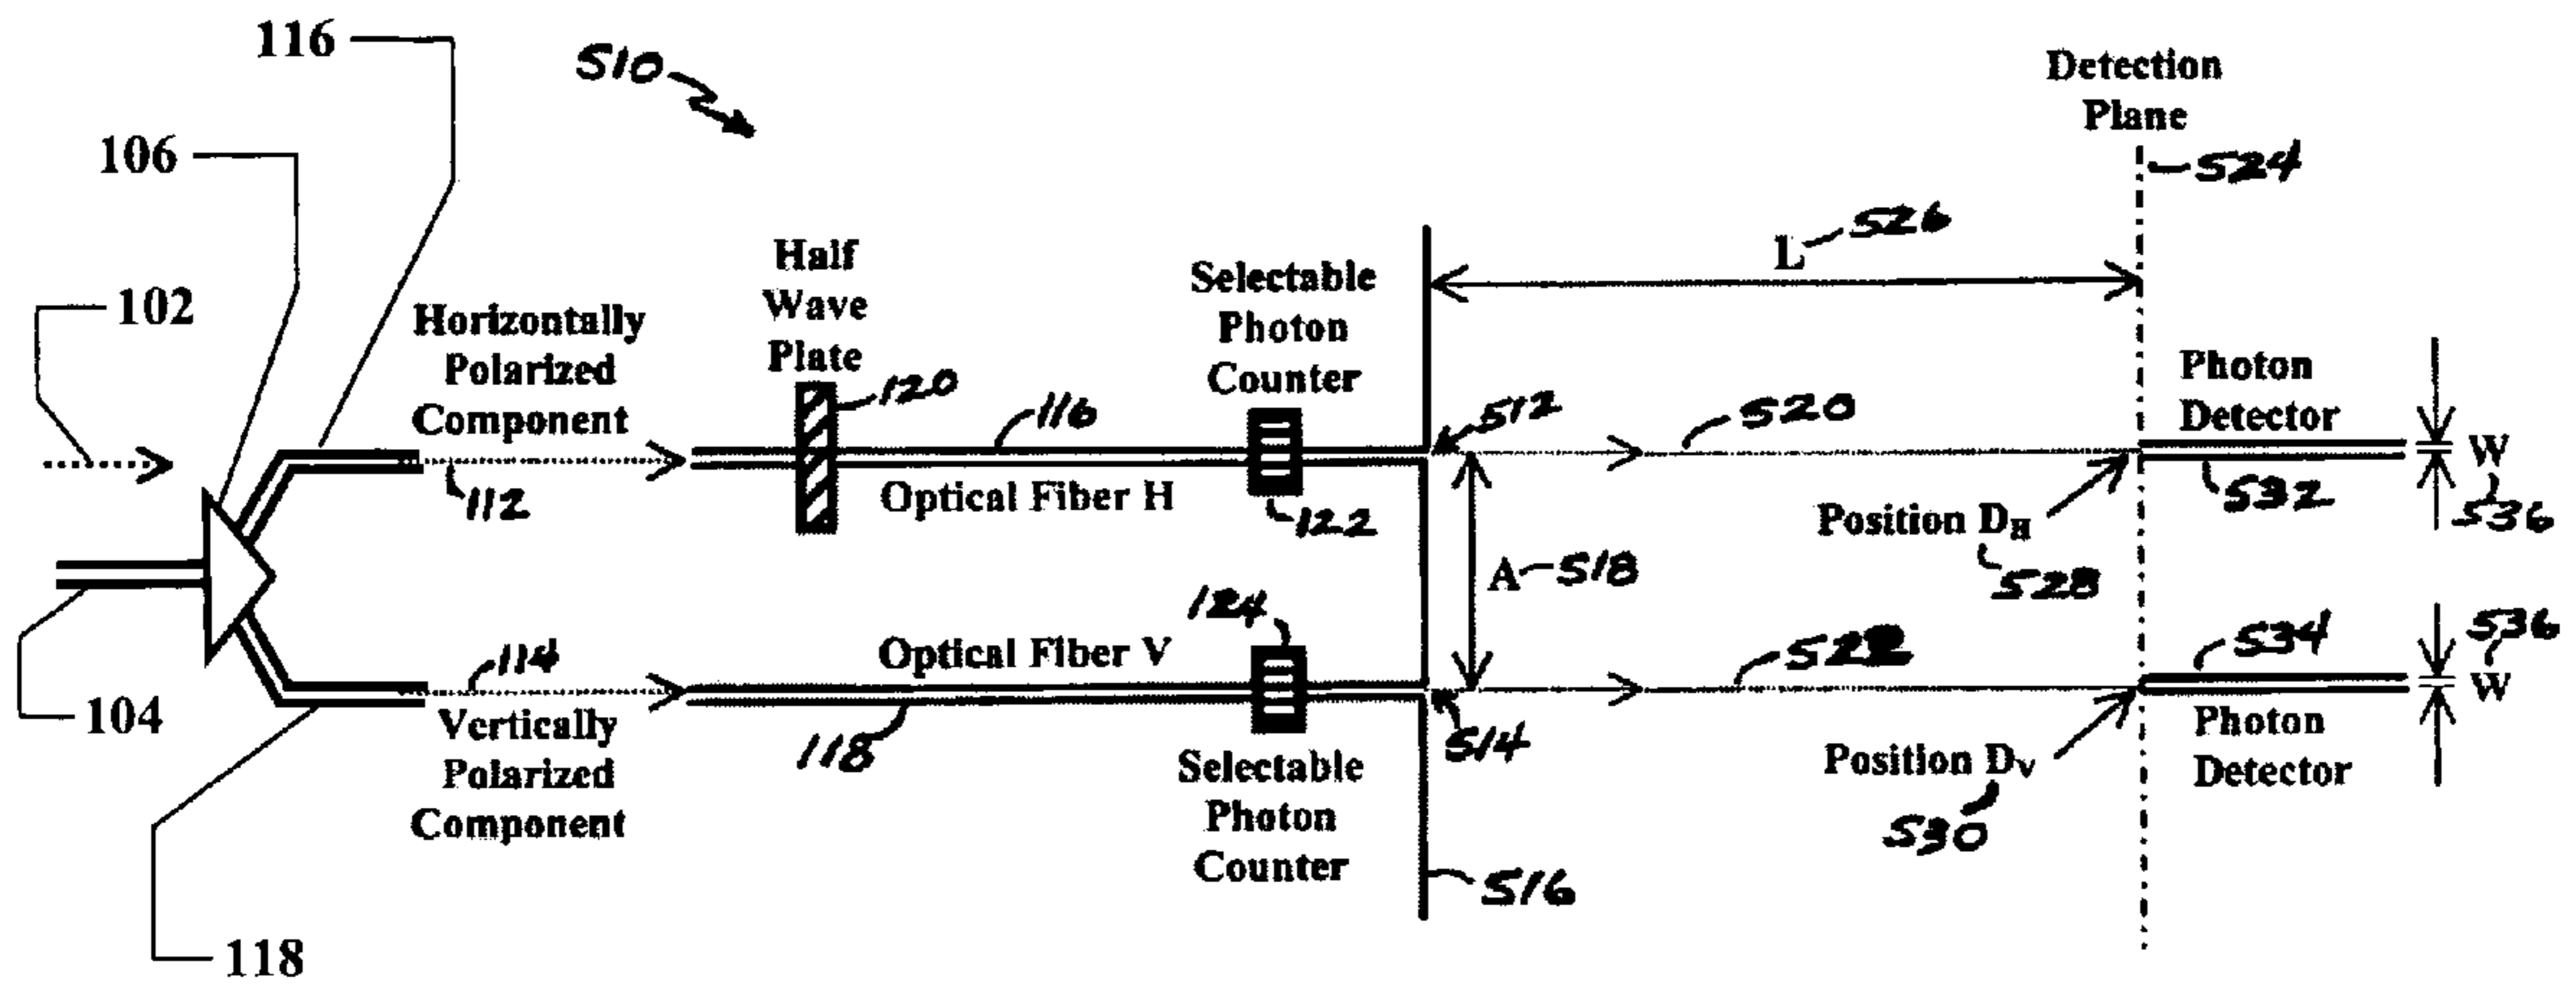 116
510
106
102
Horizontally
Polarized
Component
112
Half
Wave
Plate
120
116
Optical Fiber H
Selectable
Photon
Counter
122
512
L
526
520
Detection
Plane
524
Photon
Detector
532
W
536
Position DH
528
A
518
104
118
114
Vertically
Polarized
Component
Optical Fiber V
118
124
Selectable
Photon
Counter
514
516
522
Position DV
530
534
Photon
Detector
536
W